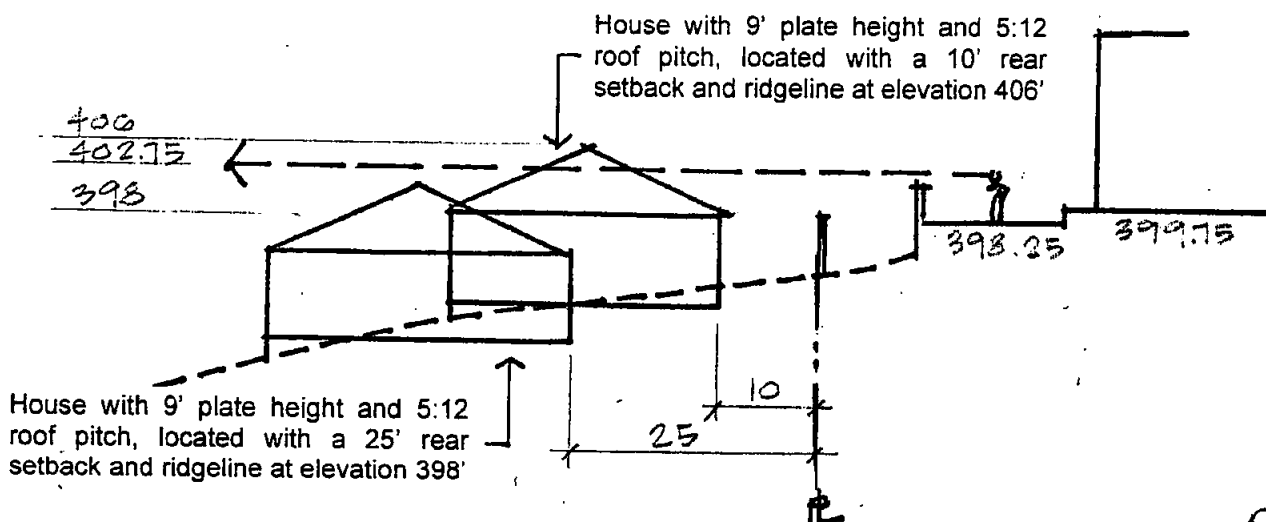 House with 9' plate height and 5:12
roof pitch, located with a 10' rear
setback and ridgeline at elevation 406'
406
402.75
398
398.25
399.75
10
25
House with 9' plate height and 5:12
roof pitch, located with a 25' rear
setback and ridgeline at elevation 398'
PL